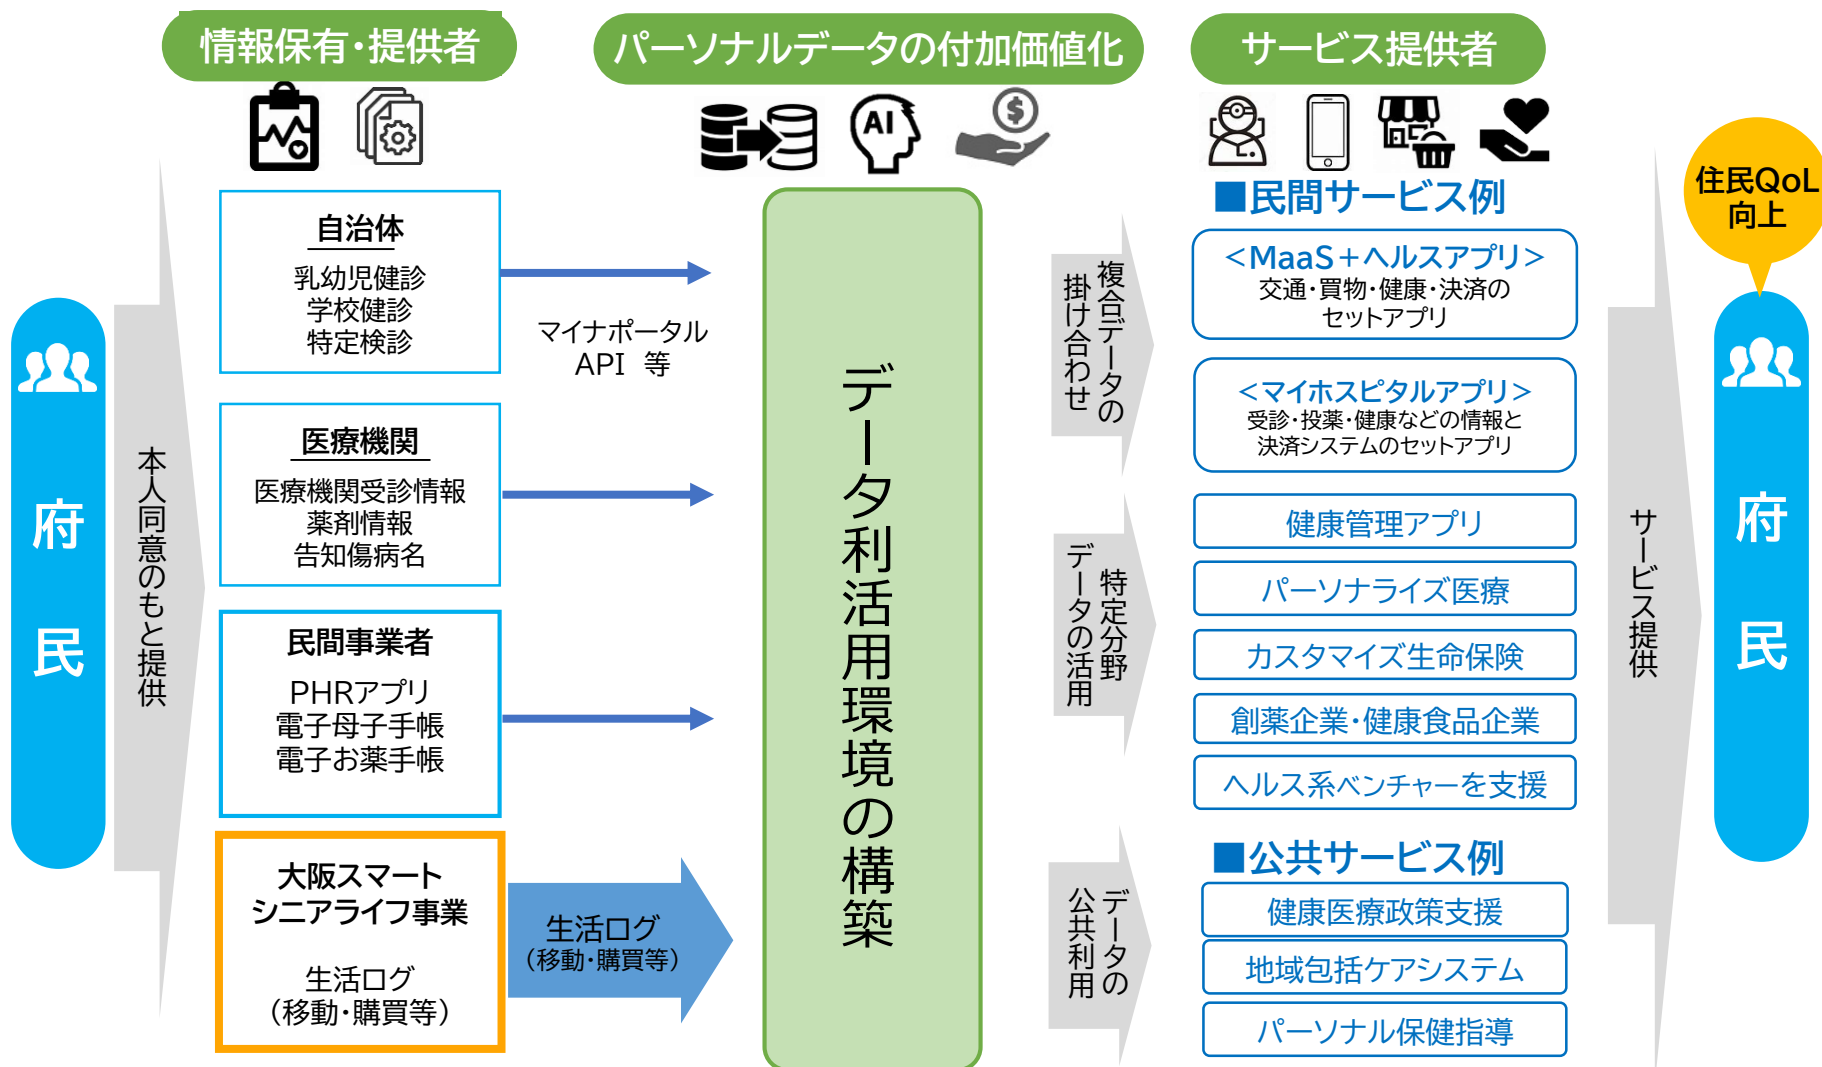 情報保有・提供者
パーソナルデータの付加価値化
サービス提供者
府民
本人同意のもと提供
自治体
乳幼児健診
学校健診
特定検診
医療機関
医療機関受診情報
薬剤情報
告知傷病名
民間事業者
PHRアプリ
電子母子手帳
電子お薬手帳
大阪スマート
シニアライフ事業
生活ログ
（移動・購買等）
マイナポータル
API 等
生活ログ
（移動・購買等）
AI
$
データ利活用環境の構築
複合データの
掛け合わせ
特定分野
データの活用
データの
公共利用
■民間サービス例
＜MaaS＋ヘルスアプリ＞
交通・買物・健康・決済の
セットアプリ
＜マイホスピタルアプリ＞
受診・投薬・健康などの情報と
決済システムのセットアプリ
健康管理アプリ
パーソナライズ医療
カスタマイズ生命保険
創薬企業・健康食品企業
ヘルス系ベンチャーを支援
■公共サービス例
健康医療政策支援
地域包括ケアシステム
パーソナル保健指導
サービス提供
住民QoL
向上
府民